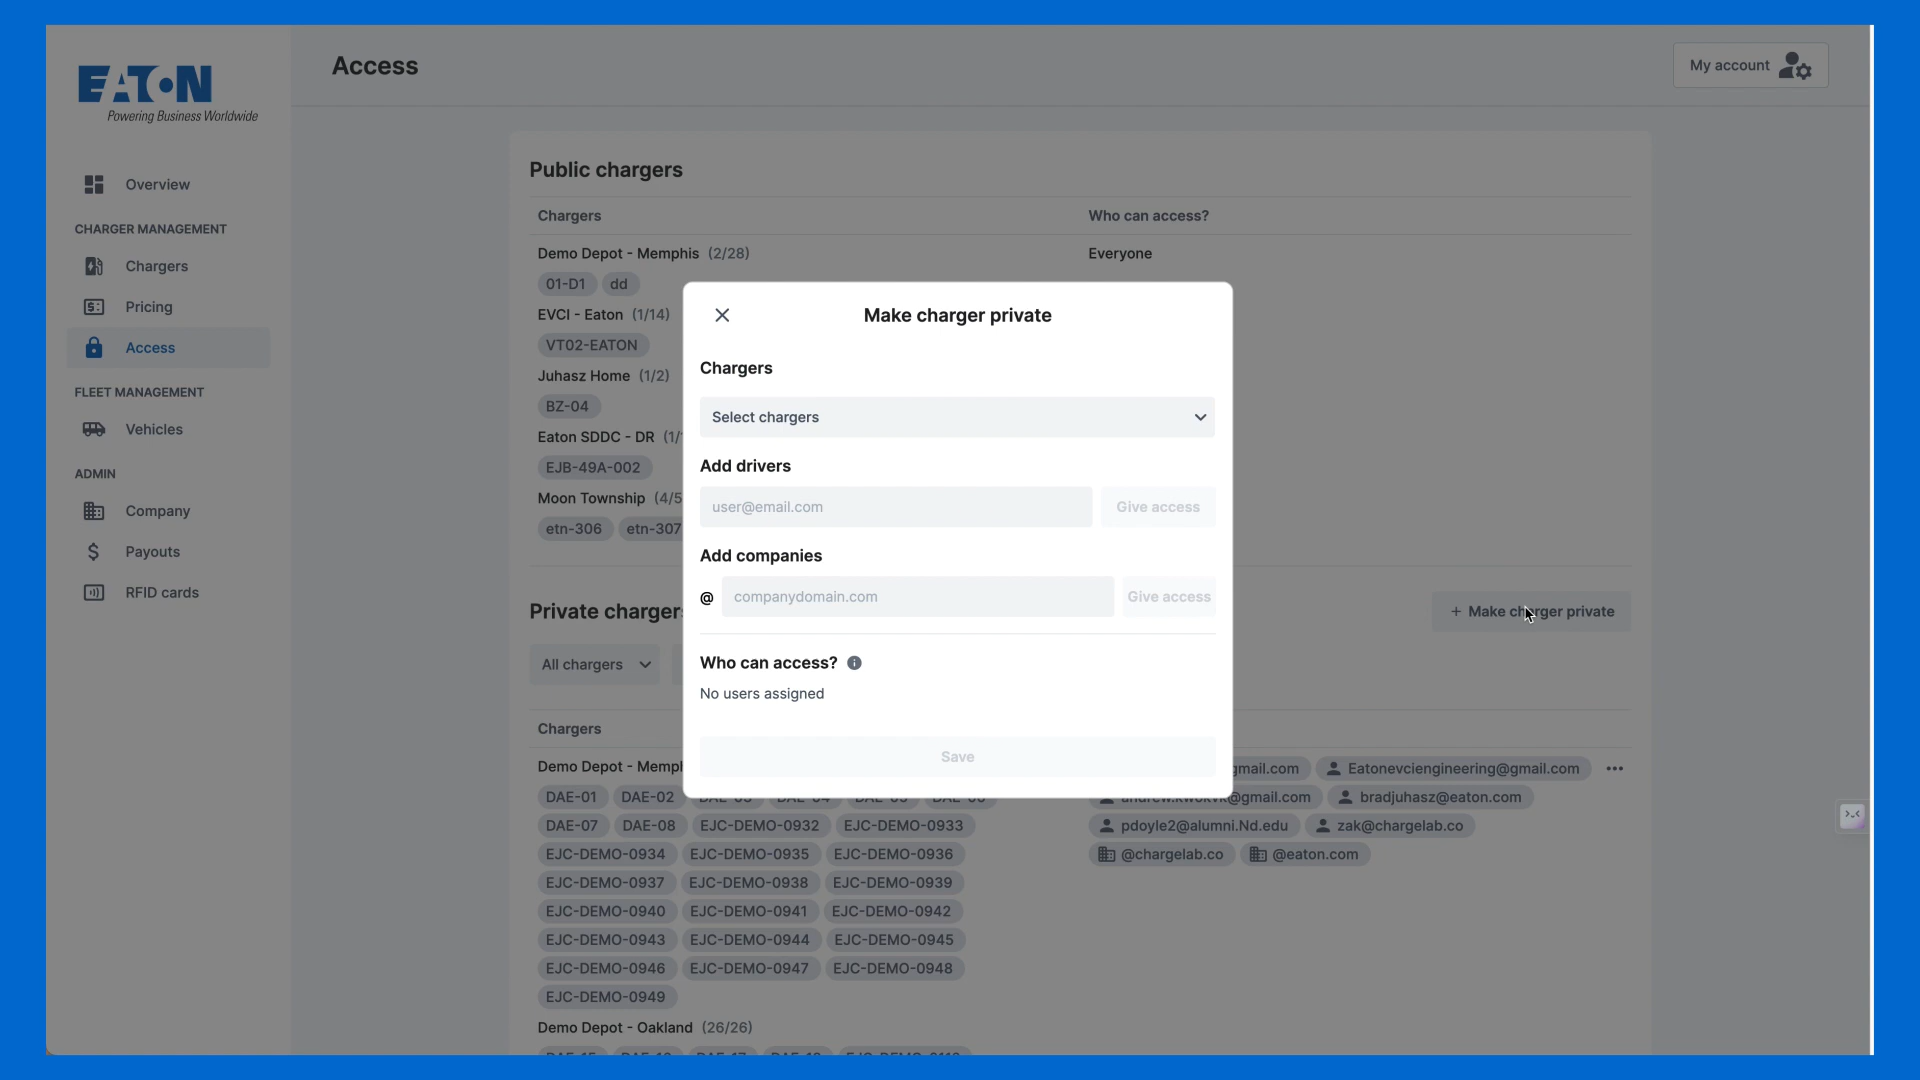 EATON
Powering Business Worldwide
Access
My account
Overview
CHARGER MANAGEMENT
Chargers
Pricing
Access
FLEET MANAGEMENT
Vehicles
ADMIN
Company
Payouts
RFID cards
Public chargers
Chargers Who can access?
Demo Depot - Memphis (2/28) Everyone
01-D1 dd
EVCI - Eaton (1/14)
VT02-EATON
Juhasz Home (1/2)
BZ-04
Eaton SDDC - DR
EJB-49A-002
Moon Township (4/5
etn-306 etn-307
Make charger private
Chargers
Select chargers
Add drivers
user@email.com Give access
Add companies
@ companydomain.com Give access
Who can access?
No users assigned
Save
Private chargers
+ Make charger private
All chargers
Chargers
Demo Depot - Memph
gmail.com Eatonevciengineering@gmail.com
DAE-01 DAE-02 DAE-03 DAE-04 DAE-05 DAE-06
andrew.kwokvk@gmail.com bradjuhasz@eaton.com
DAE-07 DAE-08 EJC-DEMO-0932 EJC-DEMO-0933
pdoyle2@alumni.Nd.edu zak@chargelab.co
EJC-DEMO-0934 EJC-DEMO-0935 EJC-DEMO-0936
@chargelab.co @eaton.com
EJC-DEMO-0937 EJC-DEMO-0938 EJC-DEMO-0939
EJC-DEMO-0940 EJC-DEMO-0941 EJC-DEMO-0942
EJC-DEMO-0943 EJC-DEMO-0944 EJC-DEMO-0945
EJC-DEMO-0946 EJC-DEMO-0947 EJC-DEMO-0948
EJC-DEMO-0949
Demo Depot - Oakland (26/26)